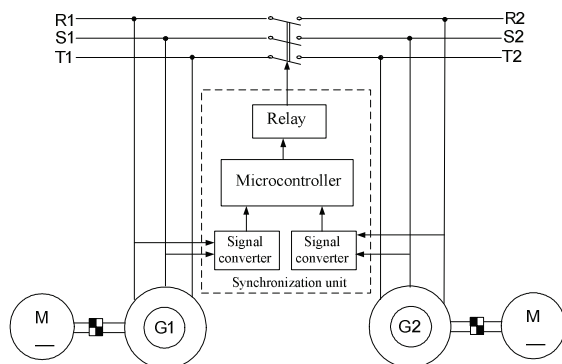 R1 R2
S1 S2
T1 T2
Relay
Microcontroller
Signal converter
Signal converter
Synchronization unit
M G1 G2 M